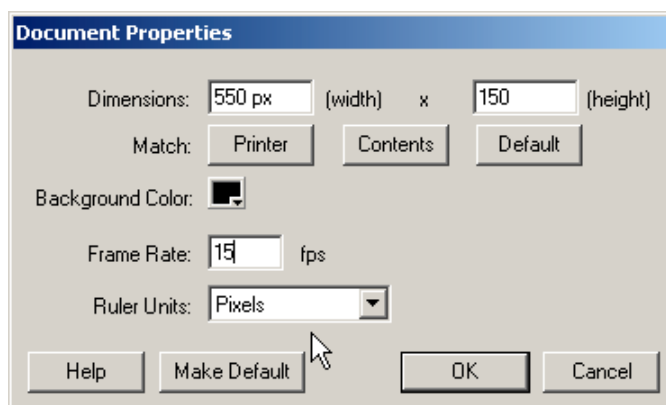 Document Properties
Dimensions: 550 px (width) x 150 (height)
Match: Printer Contents Default
Background Color:
Frame Rate: 15 fps
Ruler Units: Pixels
Help Make Default OK Cancel